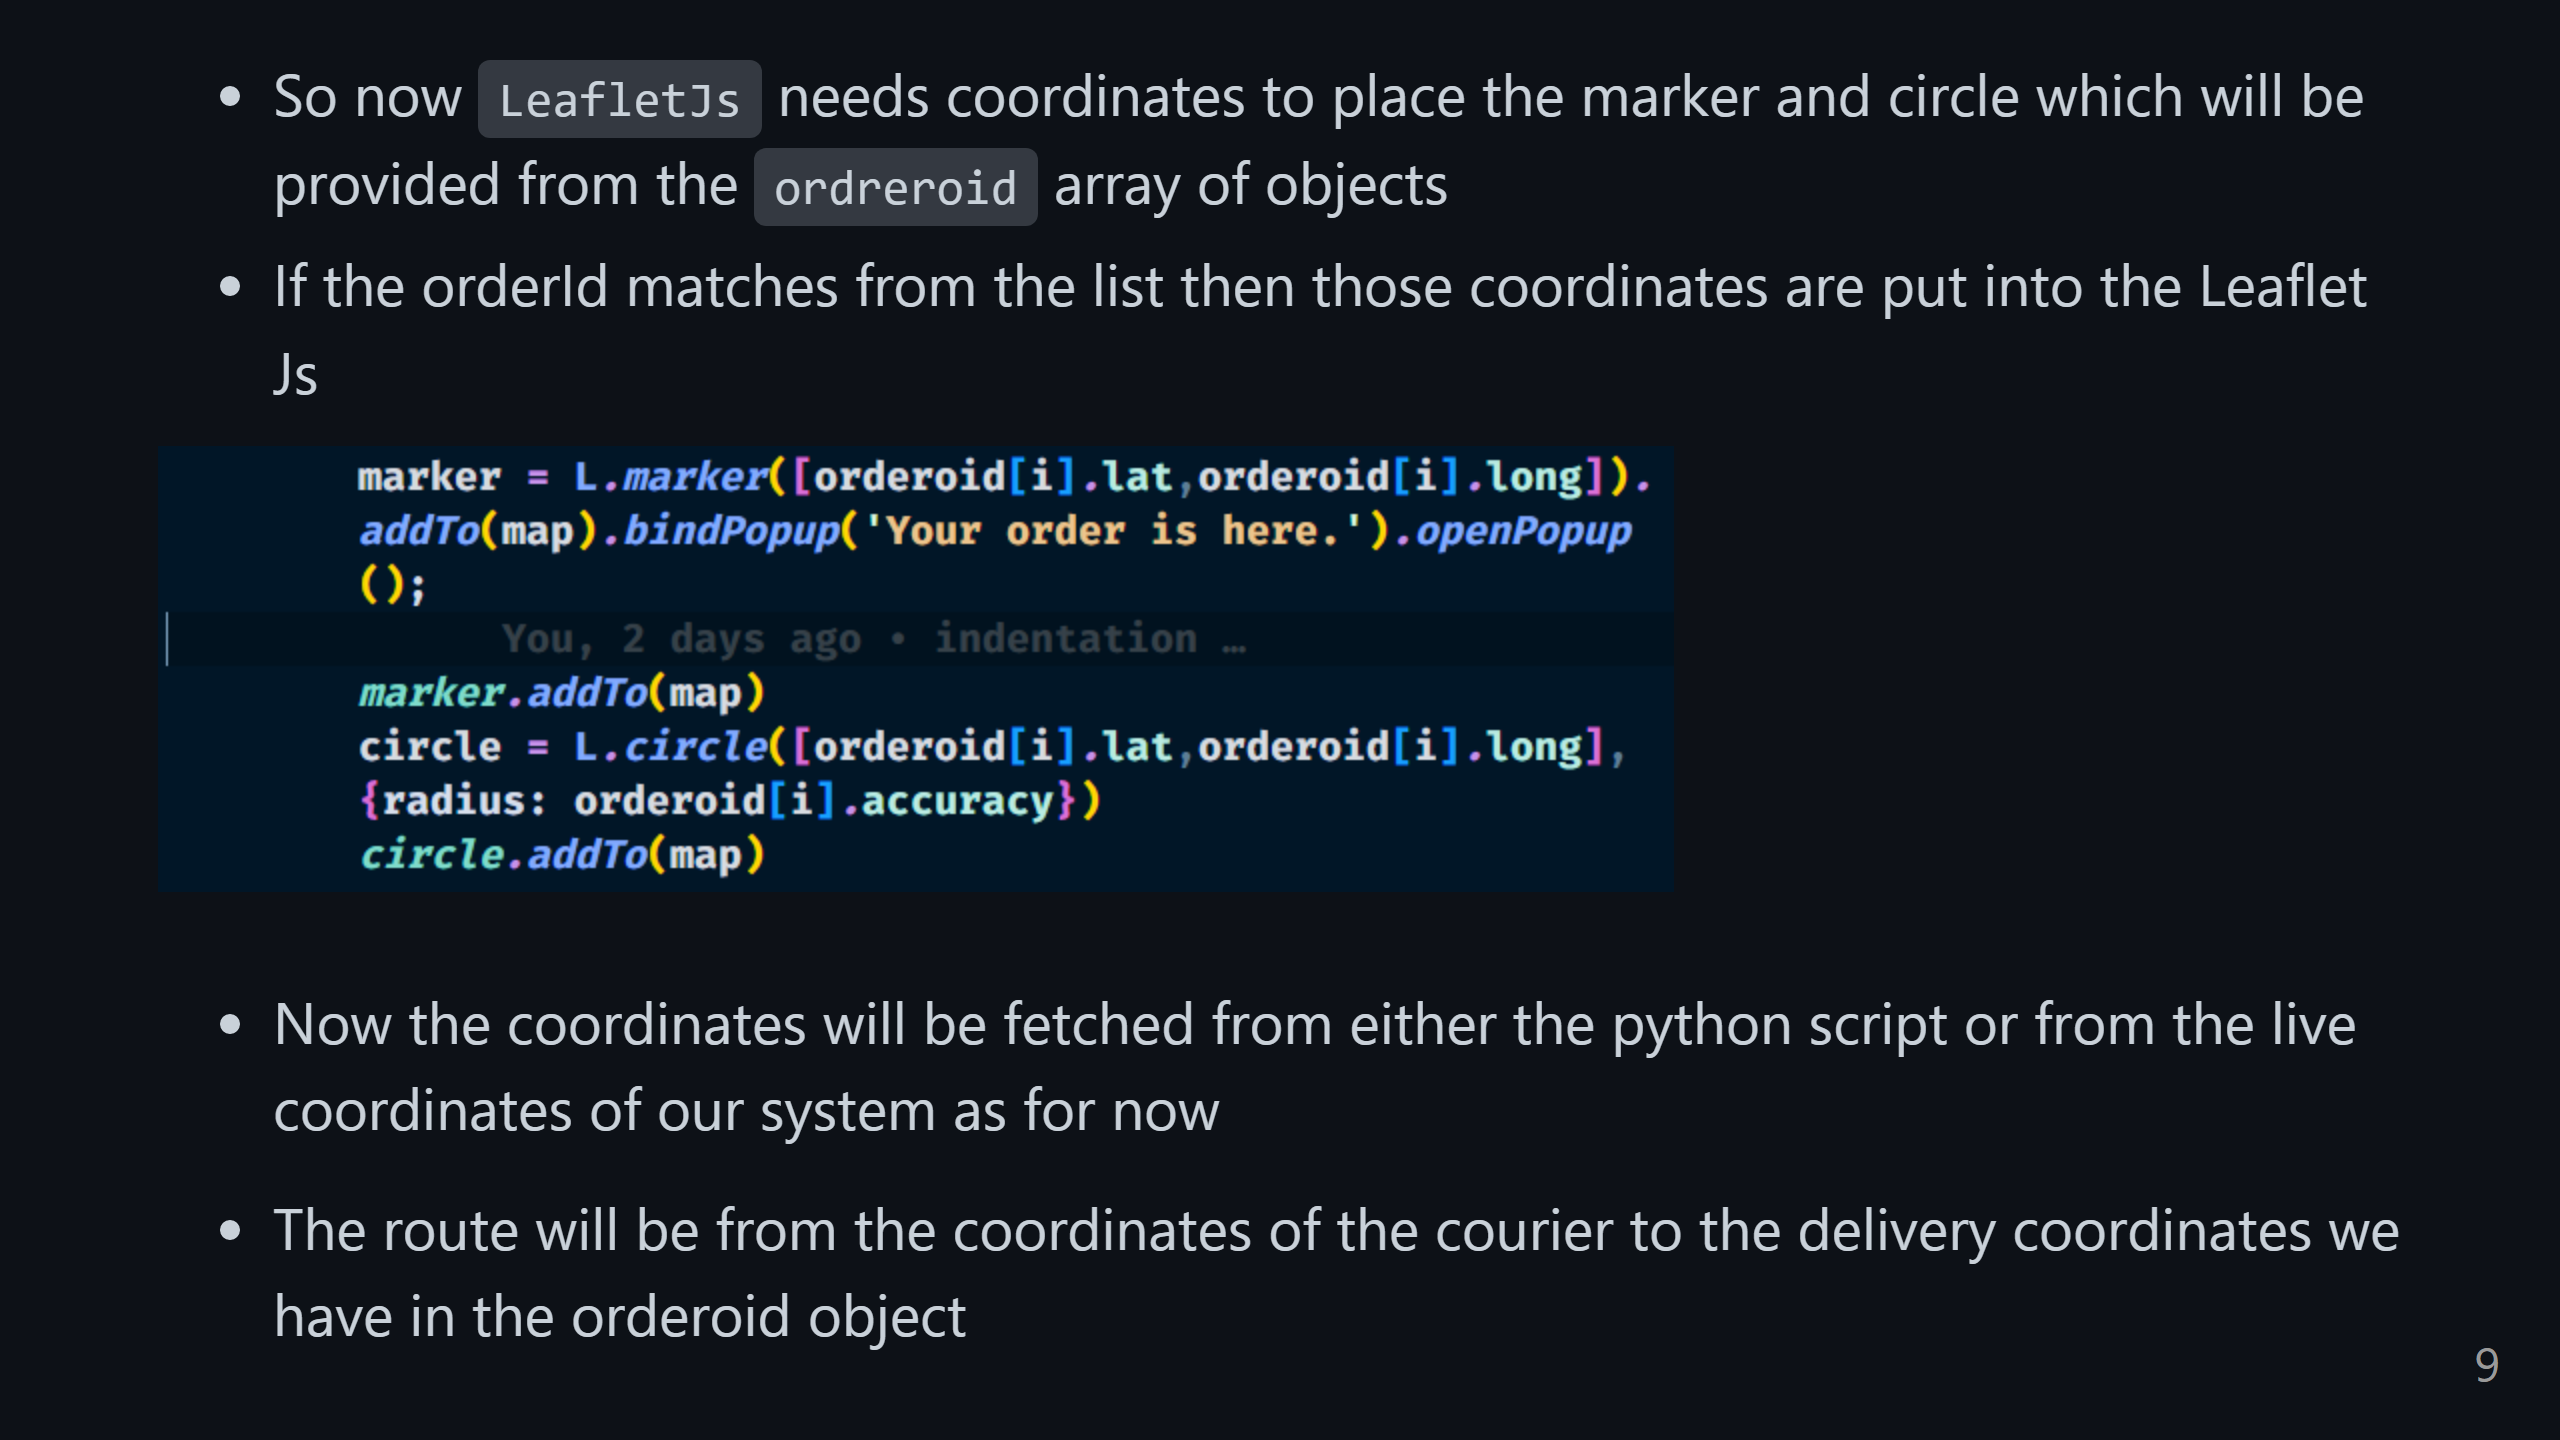 • So now LeafletJs needs coordinates to place the marker and circle which will be
provided from the ordreroid array of objects
• If the orderId matches from the list then those coordinates are put into the Leaflet
Js
marker = L.marker([orderoid[i].lat,orderoid[i].long]).
addTo(map).bindPopup('Your order is here.').openPopup
();
You, 2 days ago • indentation …
marker.addTo(map)
circle = L.circle([orderoid[i].lat,orderoid[i].long],
{radius: orderoid[i].accuracy})
circle.addTo(map)
• Now the coordinates will be fetched from either the python script or from the live
coordinates of our system as for now
• The route will be from the coordinates of the courier to the delivery coordinates we
have in the orderoid object
9